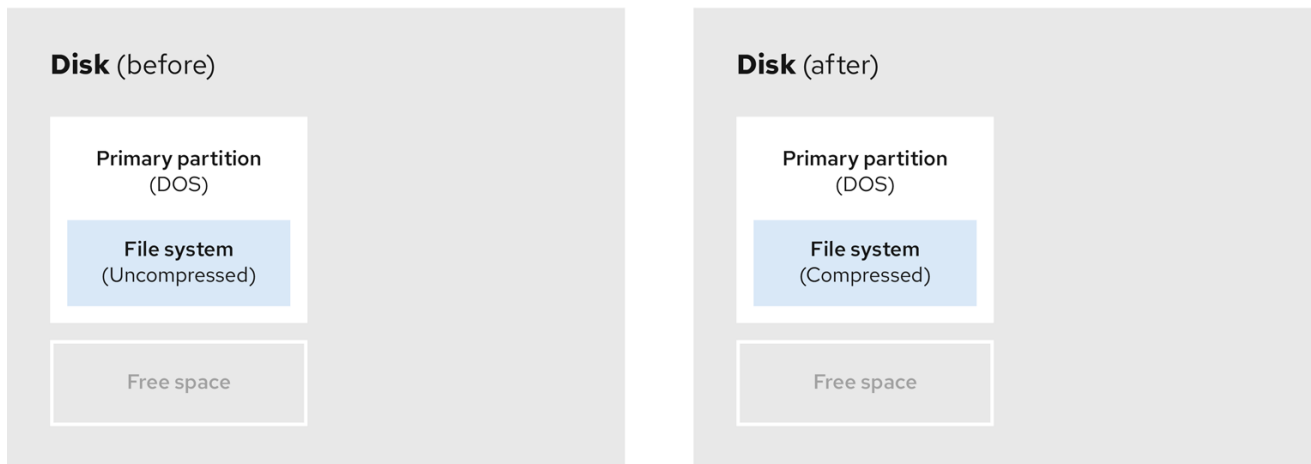 Disk (before)
Primary partition
(DOS)
File system
(Uncompressed)
Free space
Disk (after)
Primary partition
(DOS)
File system
(Compressed)
Free space